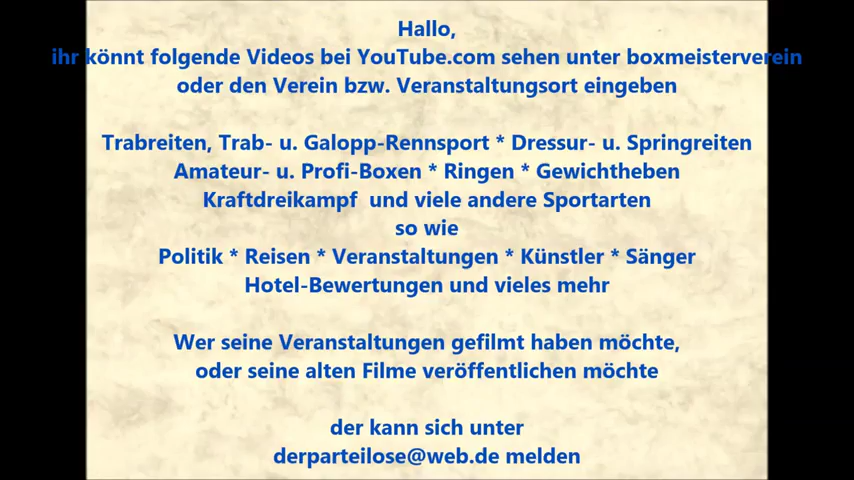 Hallo,
ihr könnt folgende Videos bei YouTube.com sehen unter boxmeisterverein
oder den Verein bzw. Veranstaltungsort eingeben
Trabreiten, Trab- u. Galopp-Rennsport * Dressur- u. Springreiten
Amateur- u. Profi-Boxen * Ringen * Gewichtheben
Kraftdreikampf  und viele andere Sportarten
so wie
Politik * Reisen * Veranstaltungen * Künstler * Sänger
Hotel-Bewertungen und vieles mehr
Wer seine Veranstaltungen gefilmt haben möchte,
oder seine alten Filme veröffentlichen möchte
der kann sich unter
derparteilose@web.de melden